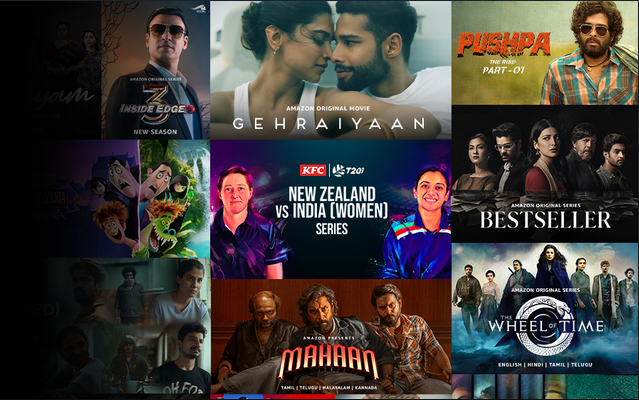 AMAZON ORIGINAL SERIES
INSIDE EDGE 3
NEW SEASON
AMAZON ORIGINAL MOVIE
GEHRAIYAAN
PUSHPA
THE RISE
PART - 01
KFC T20I
NEW ZEALAND
vs INDIA (WOMEN)
SERIES
AMAZON ORIGINAL SERIES
BESTSELLER
AMAZON PRESENTS
MAHAAN
TAMIL | TELUGU | MALAYALAM | KANNADA
AMAZON ORIGINAL SERIES
THE WHEEL OF TIME
ENGLISH | HINDI | TAMIL | TELUGU